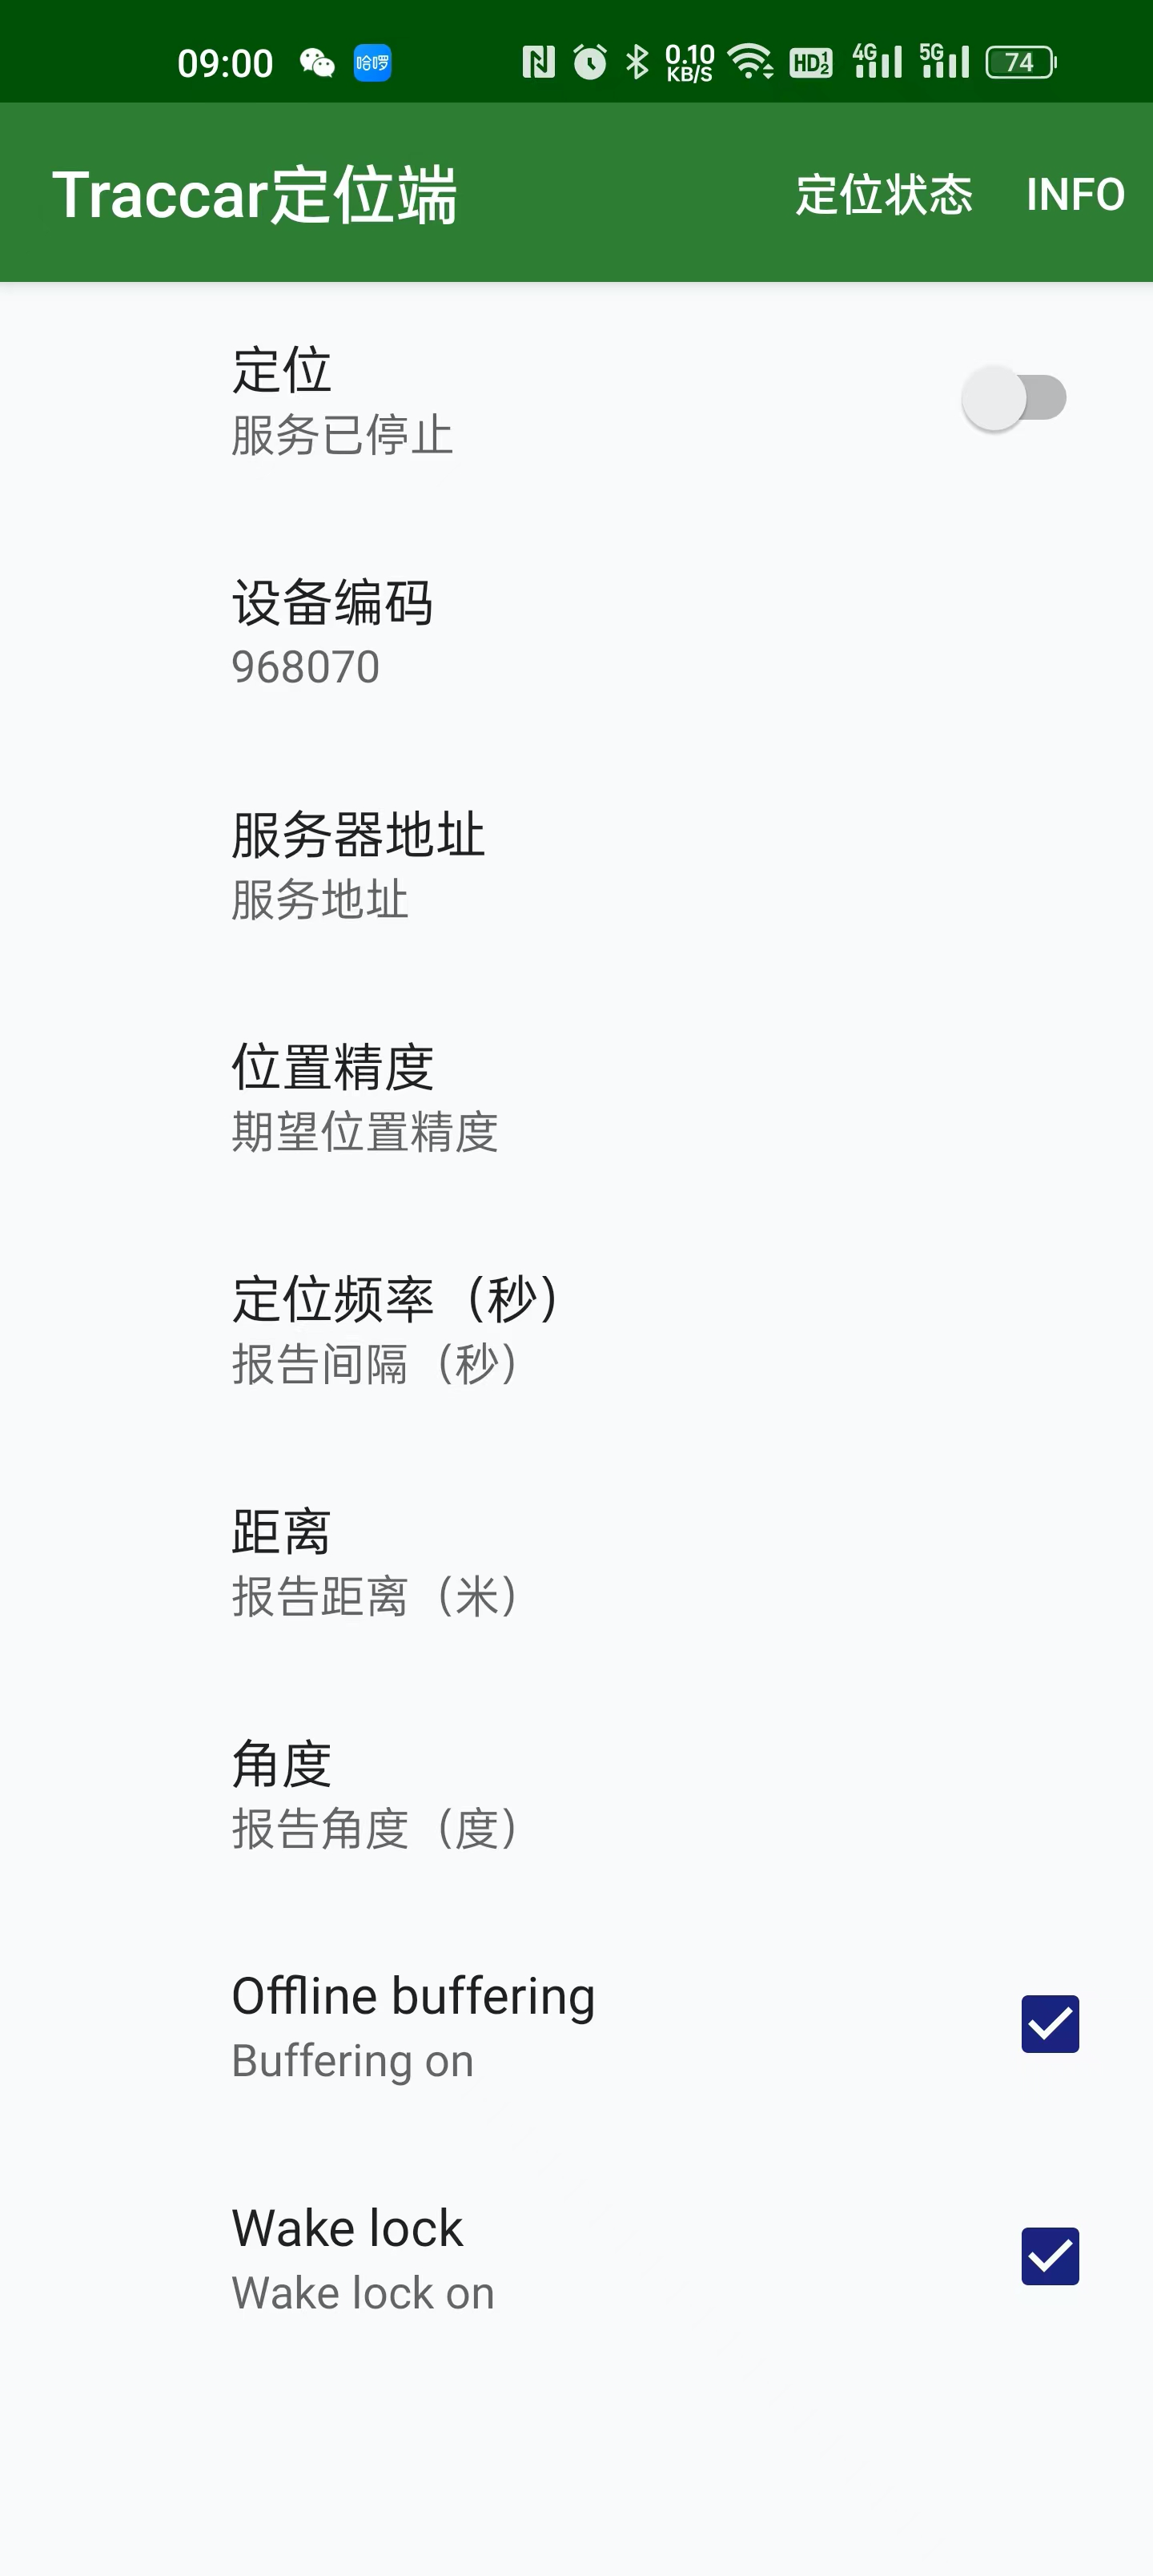 09:00 哈啰 0.10 KB/S HD 1 2 4G 5G 74
Traccar定位端 定位状态 INFO
定位
服务已停止
设备编码
968070
服务器地址
服务地址
位置精度
期望位置精度
定位频率（秒）
报告间隔（秒）
距离
报告距离（米）
角度
报告角度（度）
Offline buffering
Buffering on
Wake lock
Wake lock on